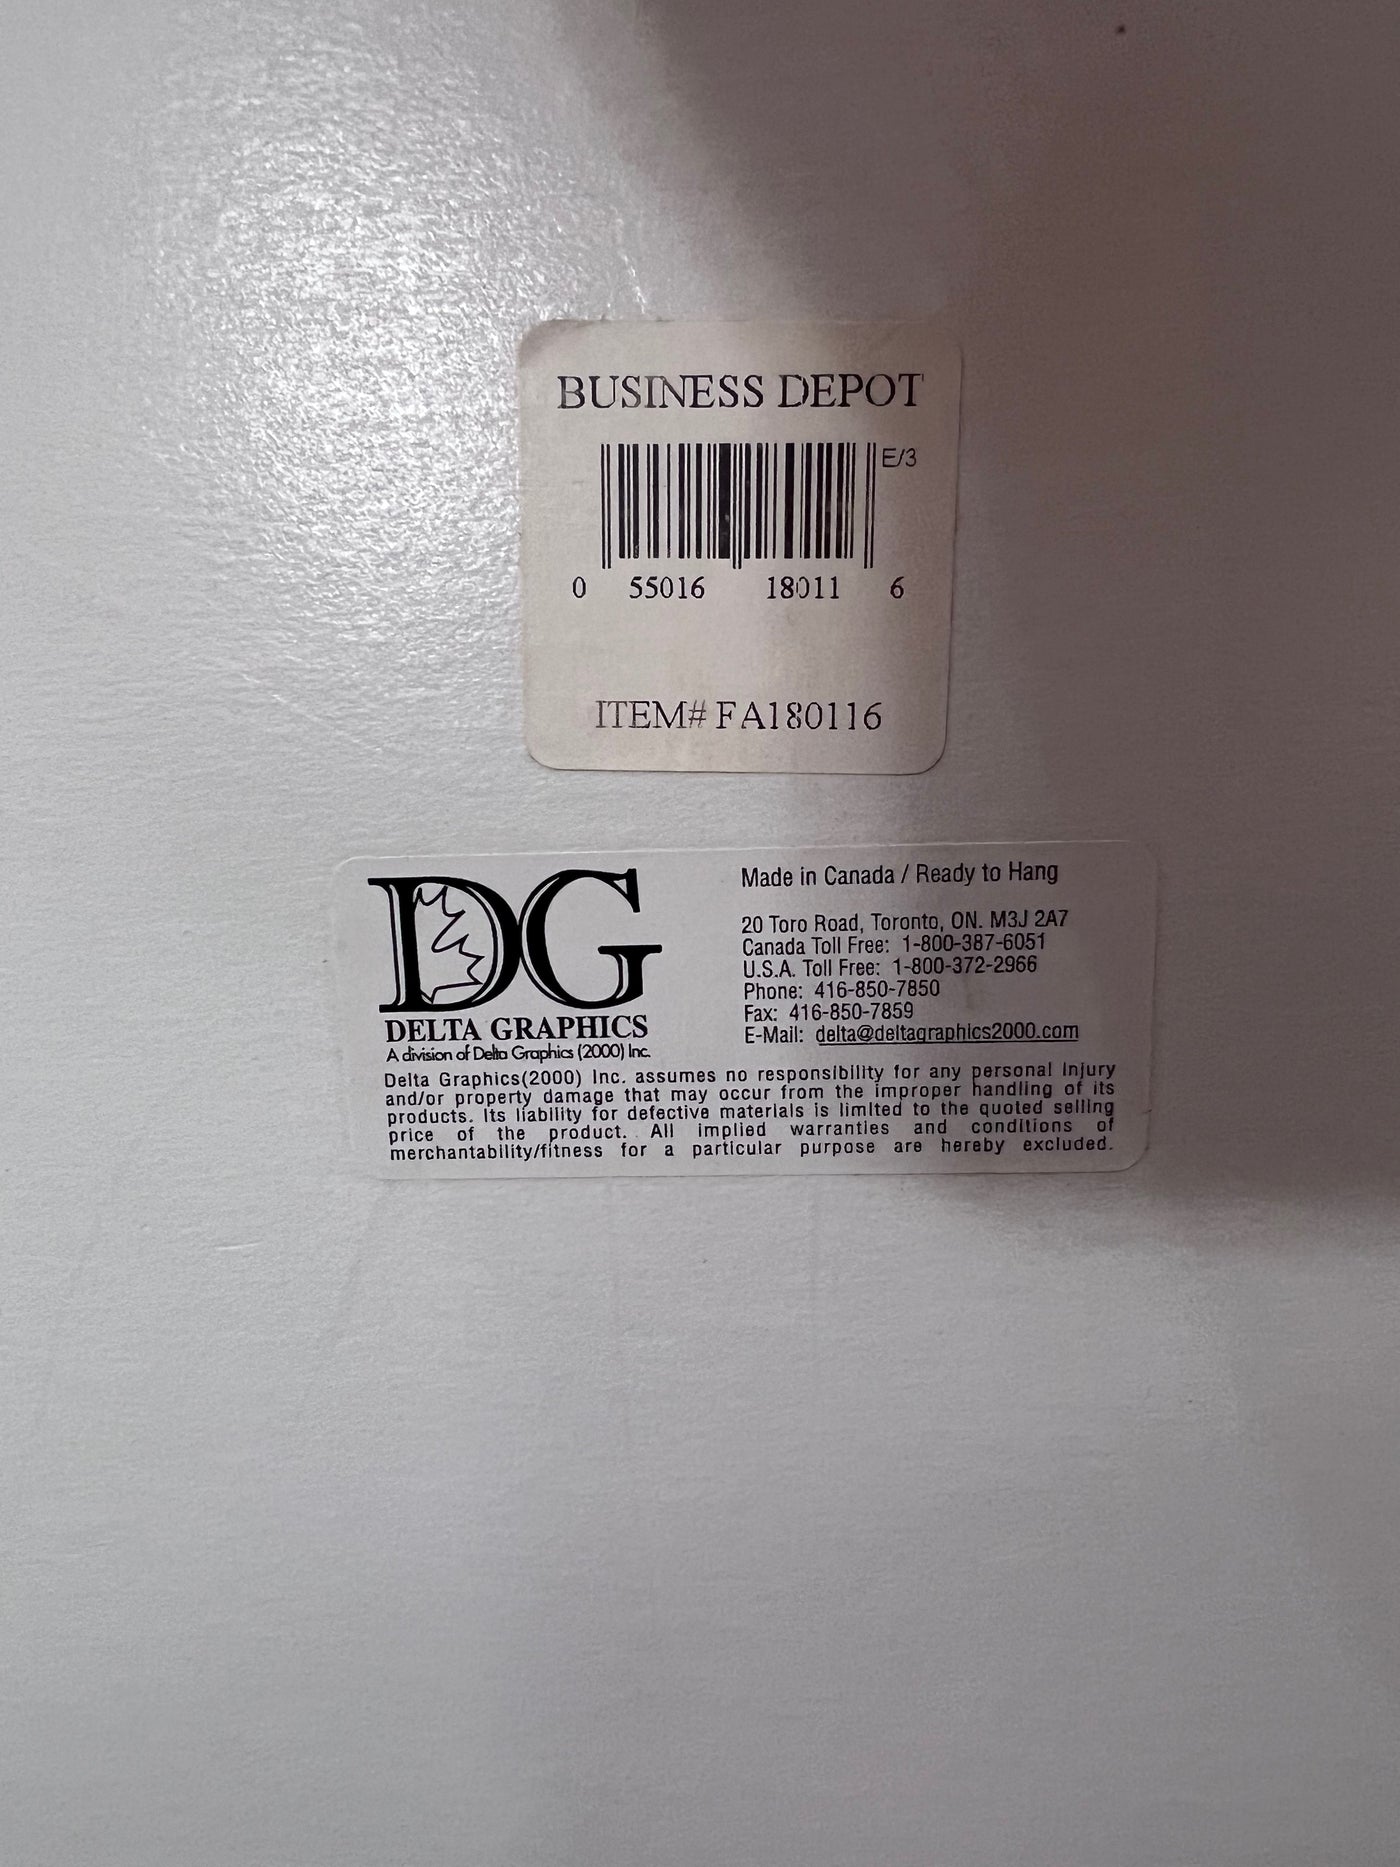 BUSINESS DEPOT
E/3
0 55016 18011 6
ITEM# FA180116
DG
DELTA GRAPHICS
A division of Delta Graphics (2000) Inc.
Made in Canada / Ready to Hang
20 Toro Road, Toronto, ON. M3J 2A7
Canada Toll Free: 1-800-387-6051
U.S.A. Toll Free: 1-800-372-2966
Phone: 416-850-7850
Fax: 416-850-7859
E-Mail: delta@deltagraphics2000.com
Delta Graphics(2000) Inc. assumes no responsibility for any personal injury
and/or property damage that may occur from the improper handling of its
products. Its liability for defective materials is limited to the quoted selling
price of the product. All implied warranties and conditions of
merchantability/fitness for a particular purpose are hereby excluded.